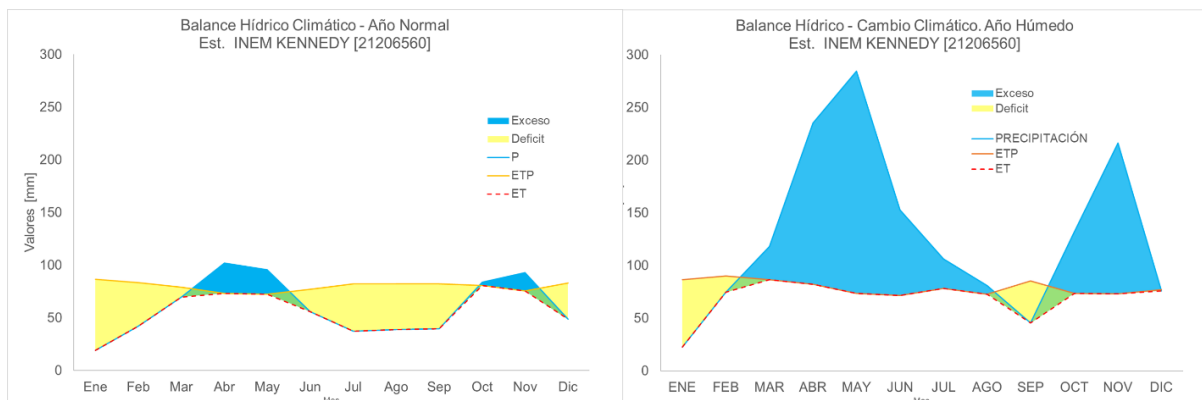 Balance Hídrico Climático - Año Normal
Est. INEM KENNEDY [21206560]
300
250
200
150
100
50
0
Valores [mm]
Exceso
Deficit
P
ETP
ET
Ene Feb Mar Abr May Jun Jul Ago Sep Oct Nov Dic
Balance Hídrico - Cambio Climático. Año Húmedo
Est. INEM KENNEDY [21206560]
300
250
200
150
100
50
0
Exceso
Deficit
PRECIPITACIÓN
ETP
ET
ENE FEB MAR ABR MAY JUN JUL AGO SEP OCT NOV DIC